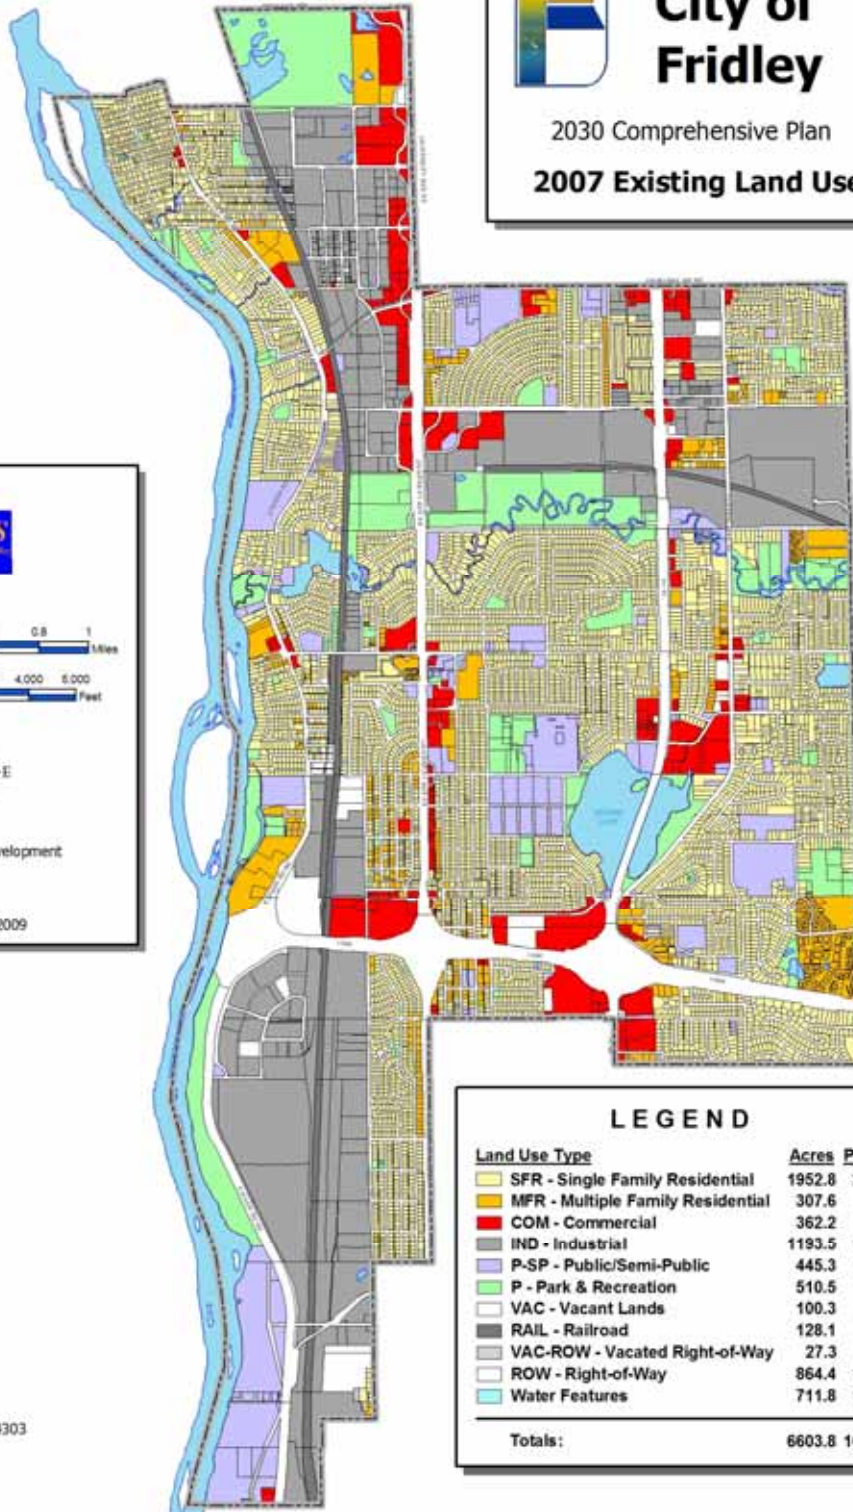 City of
Fridley
2030 Comprehensive Plan
2007 Existing Land Use
0.8 1
Miles
4,000 5,000
Feet
velopment
2009
LEGEND
Land Use Type Acres P
SFR - Single Family Residential 1952.8
MFR - Multiple Family Residential 307.6
COM - Commercial 362.2
IND - Industrial 1193.5
P-SP - Public/Semi-Public 445.3
P - Park & Recreation 510.5
VAC - Vacant Lands 100.3
RAIL - Railroad 128.1
VAC-ROW - Vacated Right-of-Way 27.3
ROW - Right-of-Way 864.4
Water Features 711.8
Totals: 6603.8 1